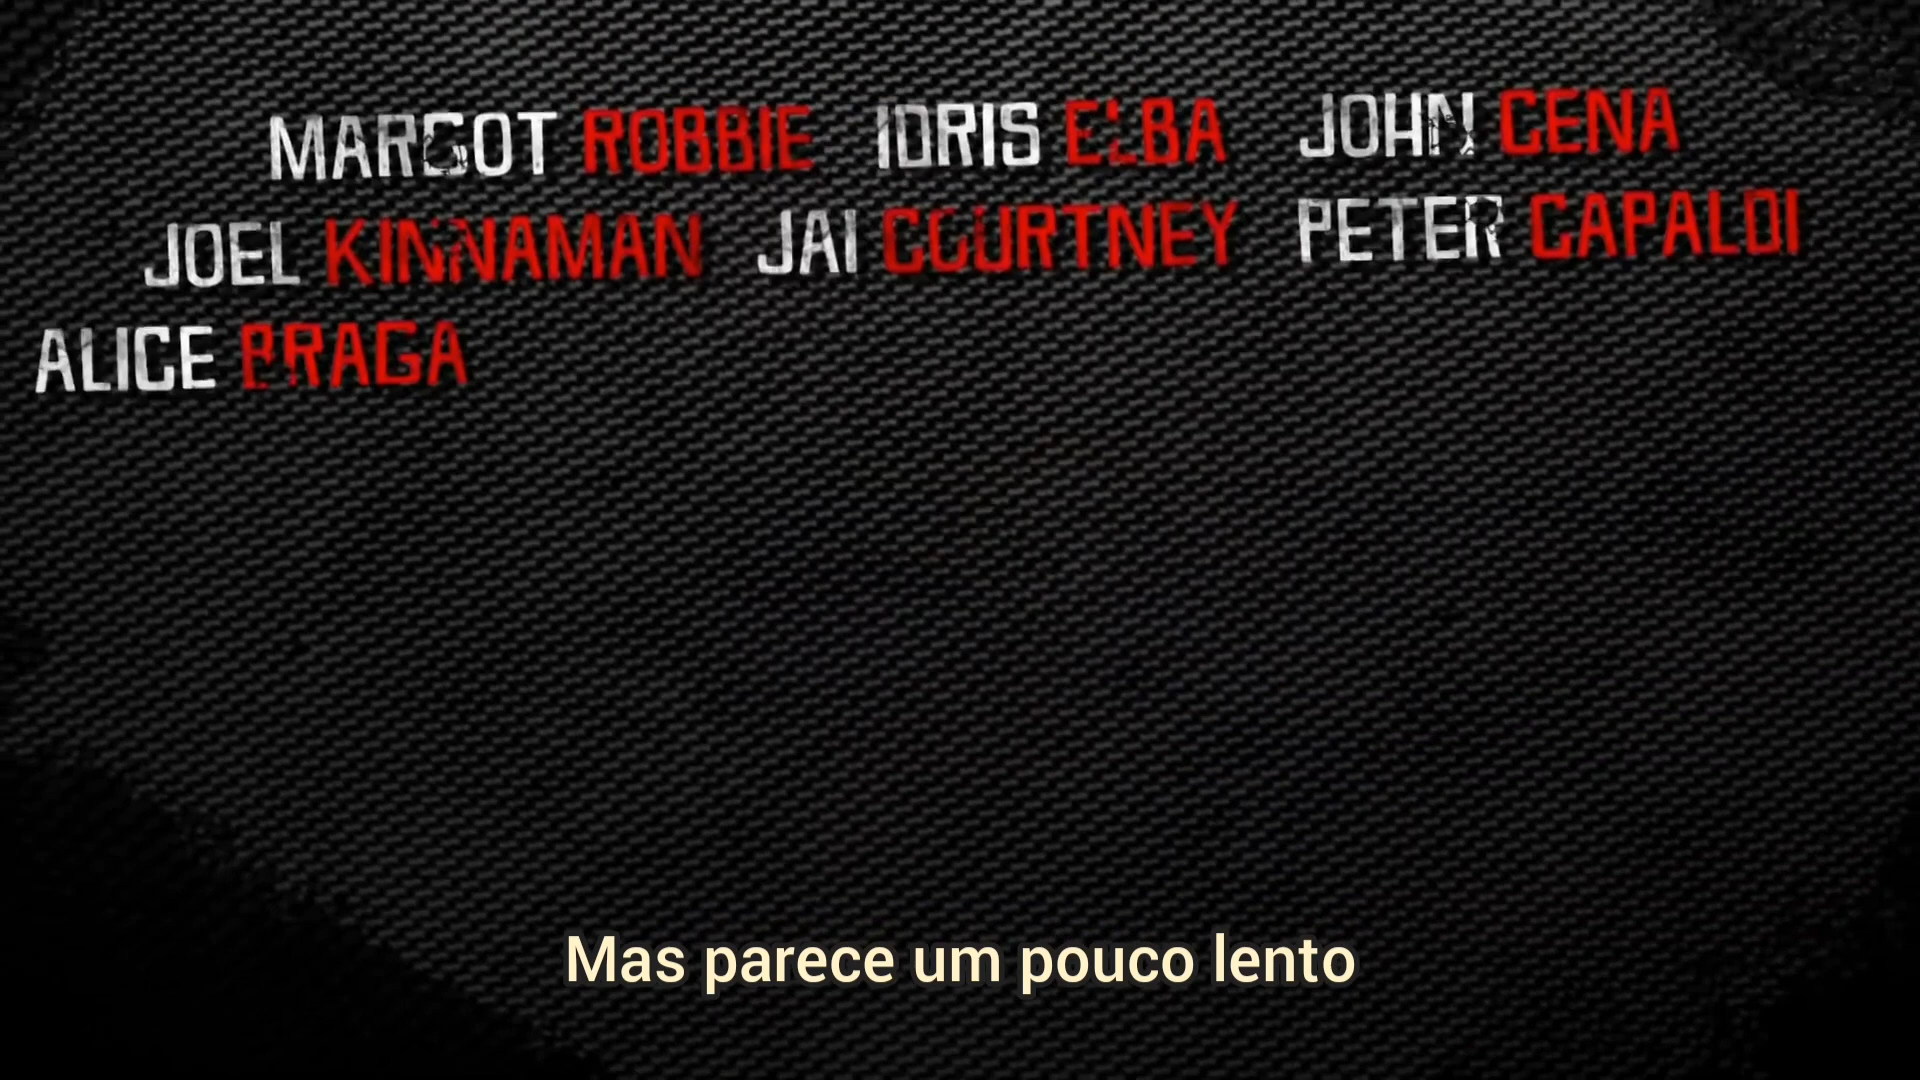 MARGOT ROBBIE IDRIS ELBA JOHN CENA
JOEL KINNAMAN JAI COURTNEY PETER CAPALDI
ALICE BRAGA
Mas parece um pouco lento